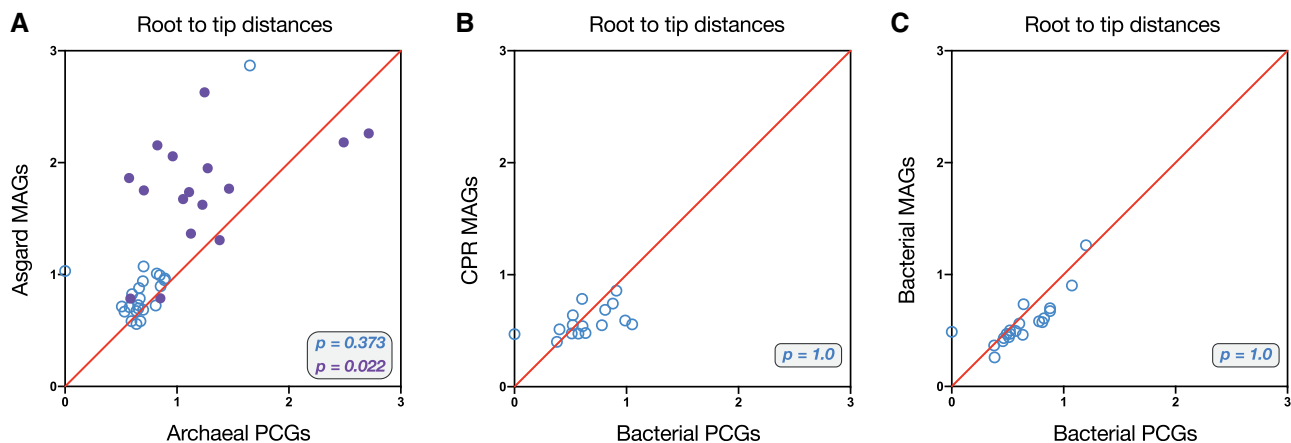 A
Root to tip distances
3
2
1
0
0
1
2
3
Asgard MAGs
Archaeal PCGs
p = 0.373
p = 0.022
B
Root to tip distances
3
2
1
0
0
1
2
3
CPR MAGs
Bacterial PCGs
p = 1.0
C
Root to tip distances
3
2
1
0
0
1
2
3
Bacterial MAGs
Bacterial PCGs
p = 1.0